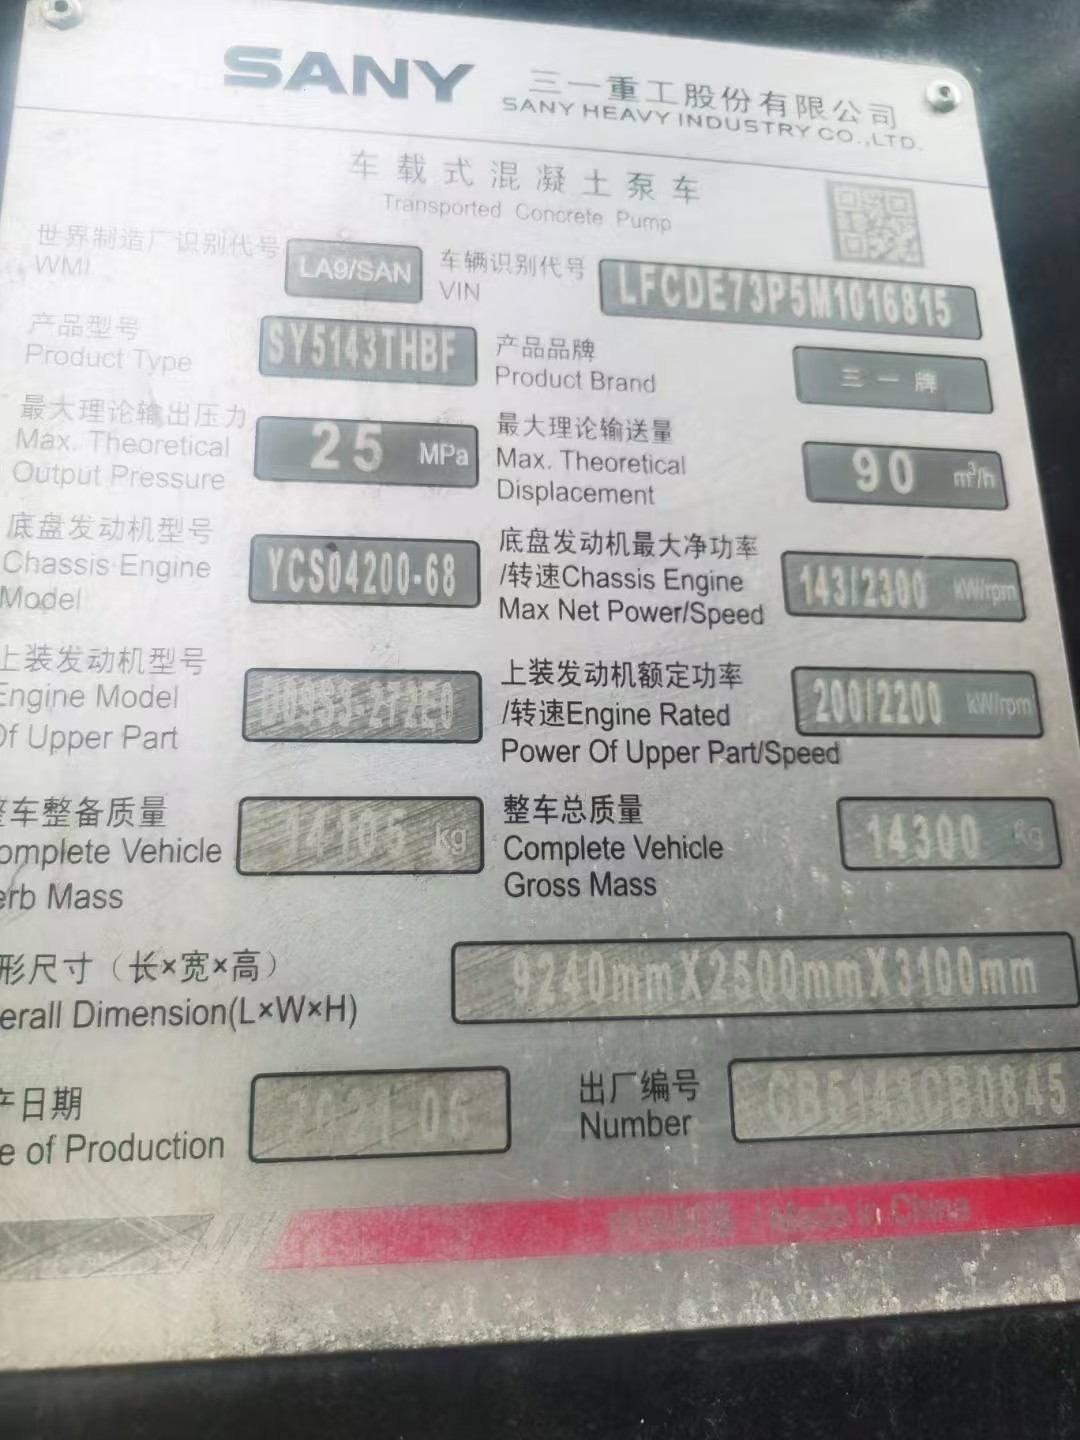 SANY 三一重工股份有限公司
SANY HEAVY INDUSTRY CO.,LTD.
车载式混凝土泵车
Transported Concrete Pump
世界制造厂识别代号
WMI
LA9/SAN
车辆识别代号
VIN
LFCDE73P5M1016815
产品型号
Product Type
SY5143THBF
产品品牌
Product Brand
三一牌
最大理论输出压力
Max. Theoretical
Output Pressure
25 MPa
最大理论输送量
Max. Theoretical
Displacement
90 m³/h
底盘发动机型号
Chassis Engine
Model
YCS04200-68
底盘发动机最大净功率
/转速Chassis Engine
Max Net Power/Speed
143/2300 kW/rpm
上装发动机型号
Engine Model
Of Upper Part
上装发动机额定功率
/转速Engine Rated
Power Of Upper Part/Speed
200/2200 kW/rpm
车整备质量
omplete Vehicle
erb Mass
14105 kg
整车总质量
Complete Vehicle
Gross Mass
14300 kg
形尺寸（长×宽×高）
erall Dimension(L×W×H)
9240mmX2500mmX3100mm
产日期
e of Production
2021 06
出厂编号
Number
CB5143CB0845
中国制造 / Made in China